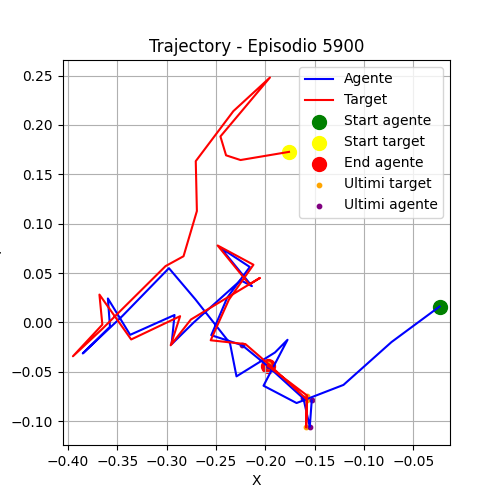 Trajectory - Episodio 5900
Agente
Target
Start agente
Start target
End agente
Ultimi target
Ultimi agente
0.25
0.20
0.15
0.10
0.05
0.00
−0.05
−0.10
−0.40 −0.35 −0.30 −0.25 −0.20 −0.15 −0.10 −0.05
X